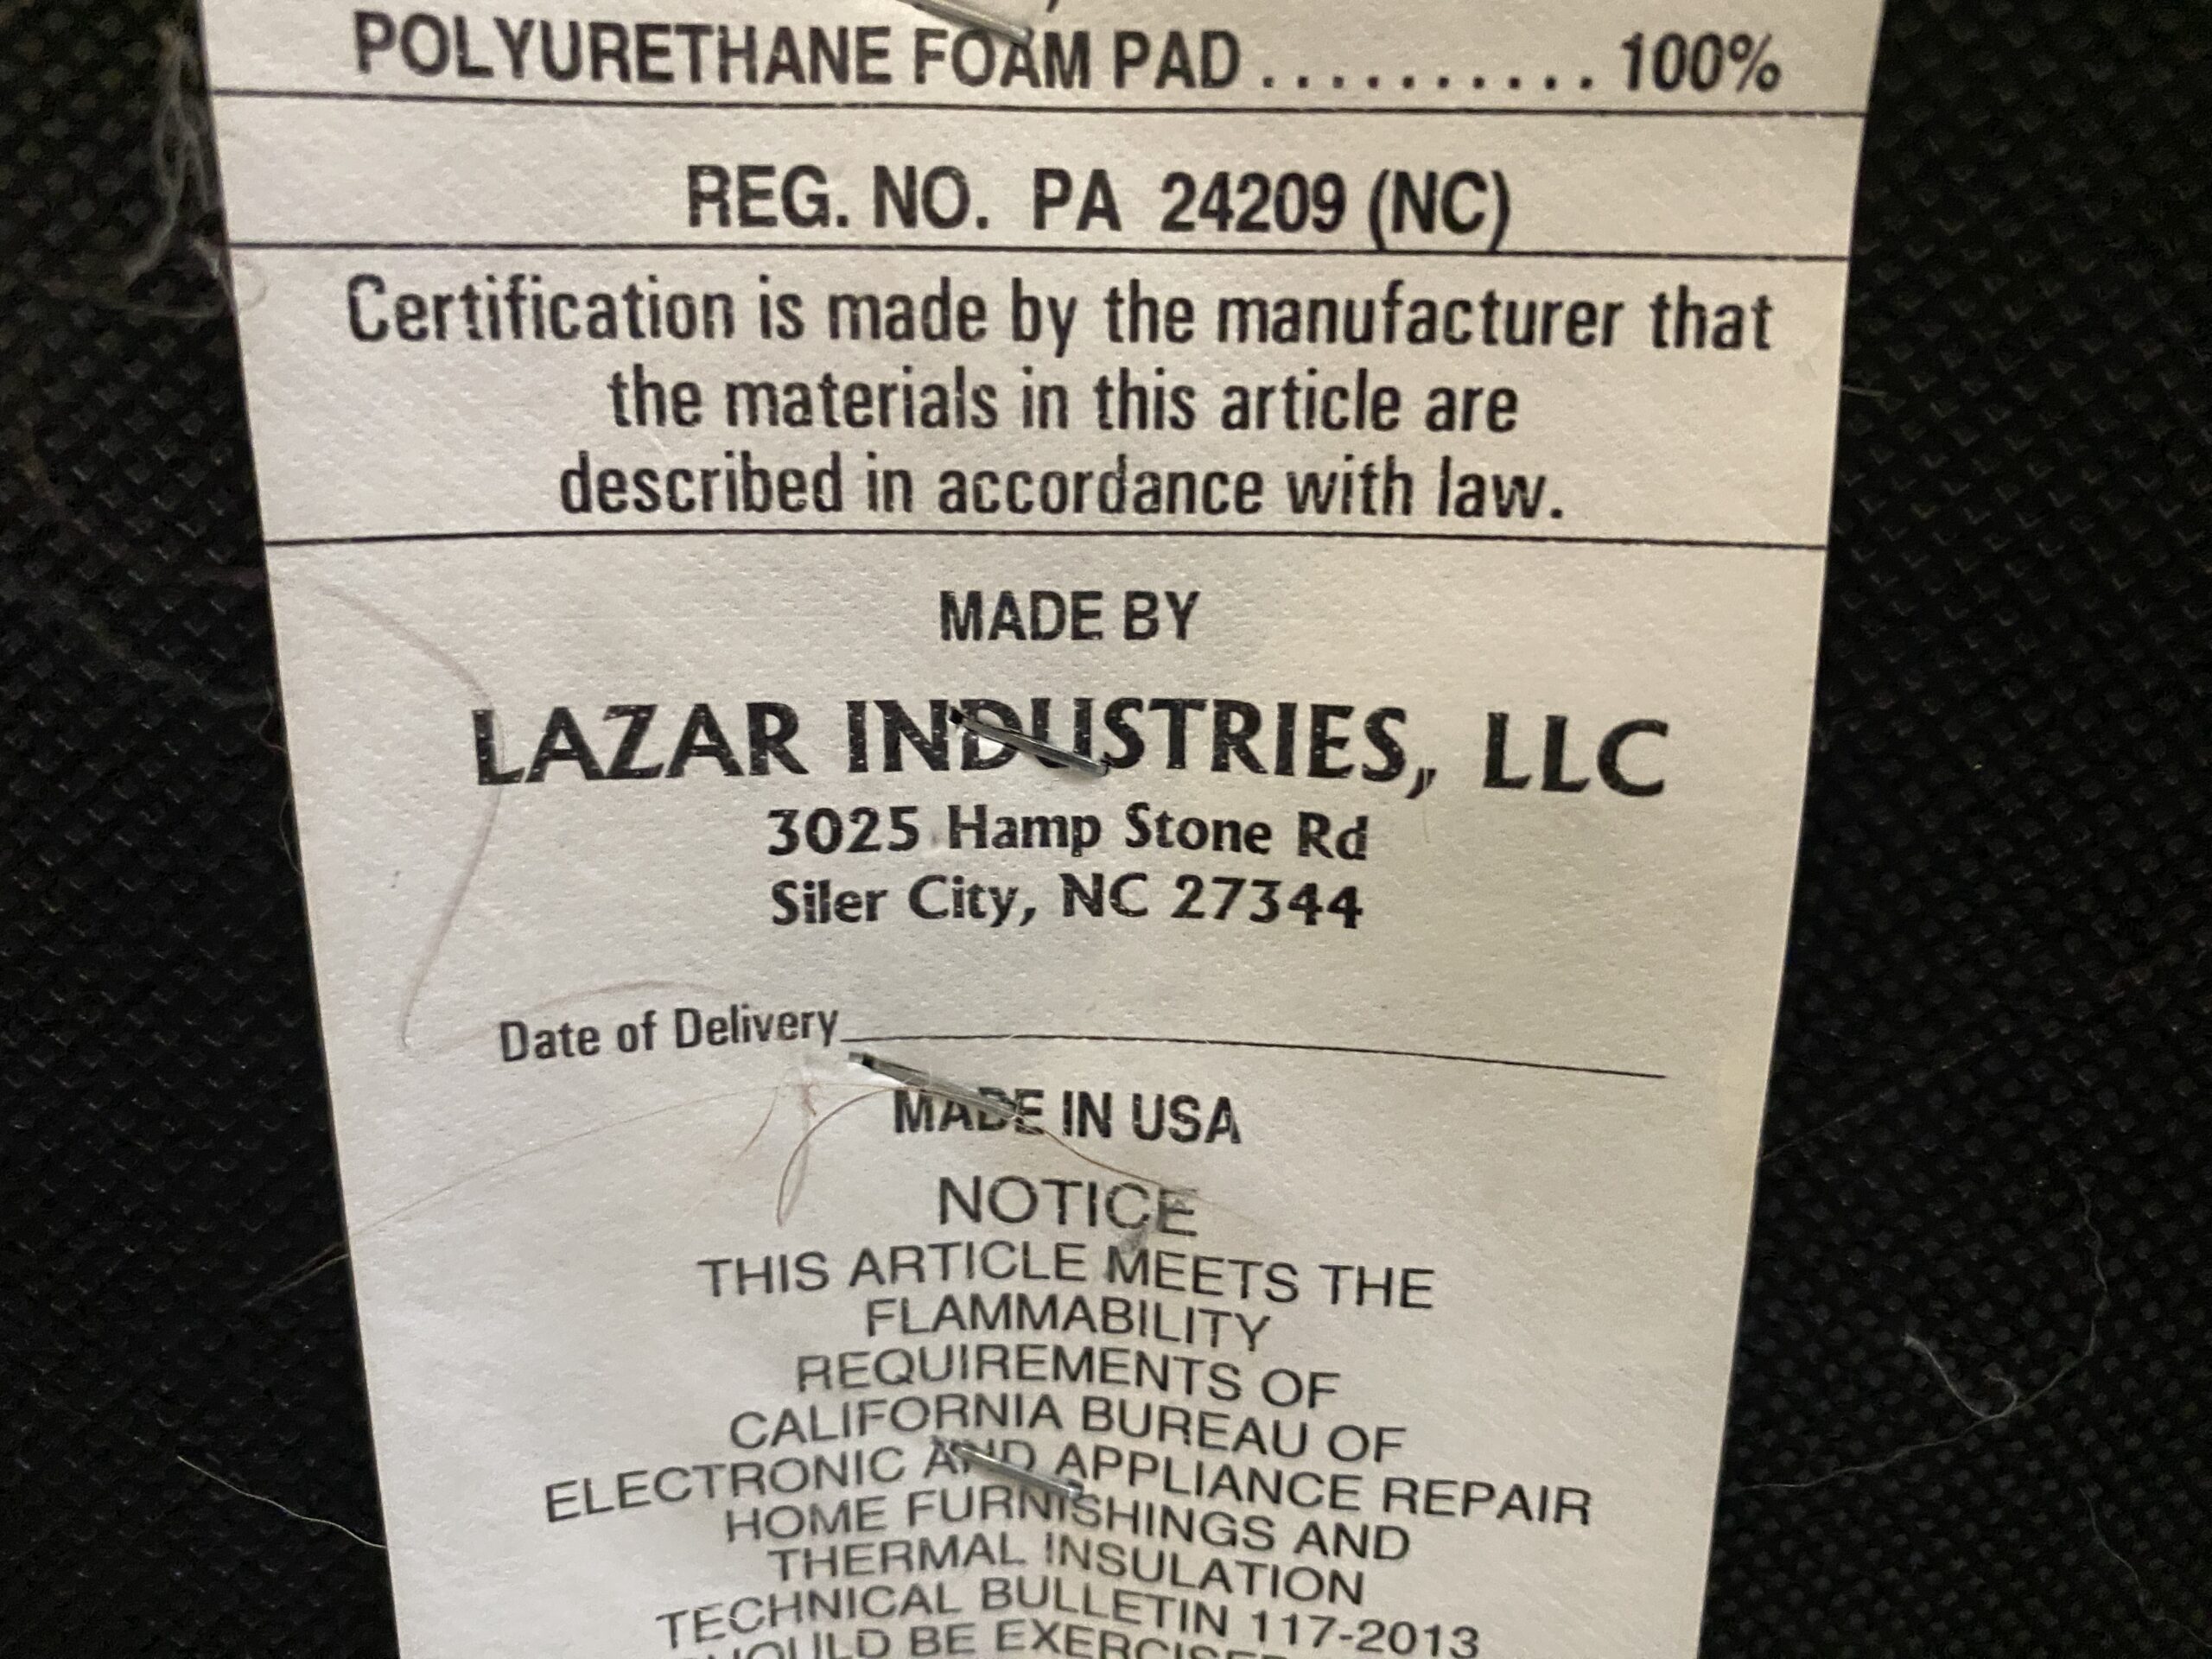 POLYURETHANE FOAM PAD .......... 100%
REG. NO. PA 24209 (NC)
Certification is made by the manufacturer that
the materials in this article are
described in accordance with law.
MADE BY
LAZAR INDUSTRIES, LLC
3025 Hamp Stone Rd
Siler City, NC 27344
Date of Delivery
MADE IN USA
NOTICE
THIS ARTICLE MEETS THE
FLAMMABILITY
REQUIREMENTS OF
CALIFORNIA BUREAU OF
ELECTRONIC AND APPLIANCE REPAIR
HOME FURNISHINGS AND
THERMAL INSULATION
TECHNICAL BULLETIN 117-2013
BE